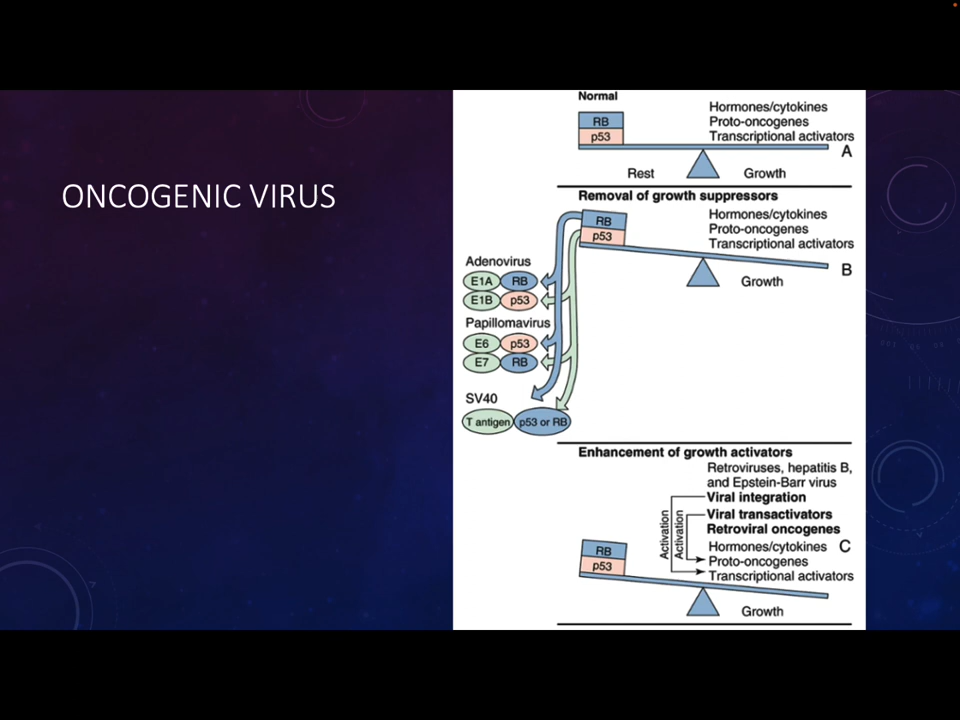 ONCOGENIC VIRUS
Normal
RB
p53
Hormones/cytokines
Proto-oncogenes
Transcriptional activators
A
Rest
Growth
Removal of growth suppressors
RB
p53
Hormones/cytokines
Proto-oncogenes
Transcriptional activators
B
Growth
Adenovirus
E1A RB
E1B p53
Papillomavirus
E6 p53
E7 RB
SV40
T antigen p53 or RB
Enhancement of growth activators
Retroviruses, hepatitis B,
and Epstein-Barr virus
Viral integration
Viral transactivators
Retroviral oncogenes
Activation
Activation
Hormones/cytokines
Proto-oncogenes
Transcriptional activators
C
RB
p53
Growth